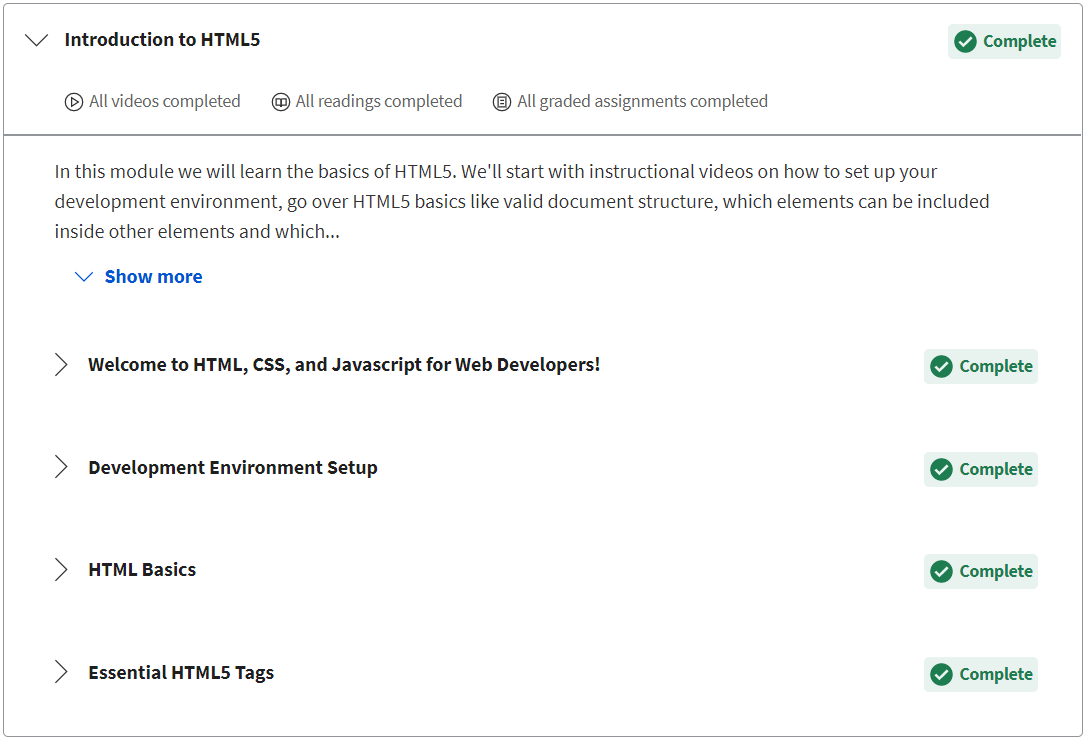 Introduction to HTML5
Complete
All videos completed
All readings completed
All graded assignments completed
In this module we will learn the basics of HTML5. We'll start with instructional videos on how to set up your
development environment, go over HTML5 basics like valid document structure, which elements can be included
inside other elements and which...
Show more
Welcome to HTML, CSS, and Javascript for Web Developers!
Complete
Development Environment Setup
Complete
HTML Basics
Complete
Essential HTML5 Tags
Complete